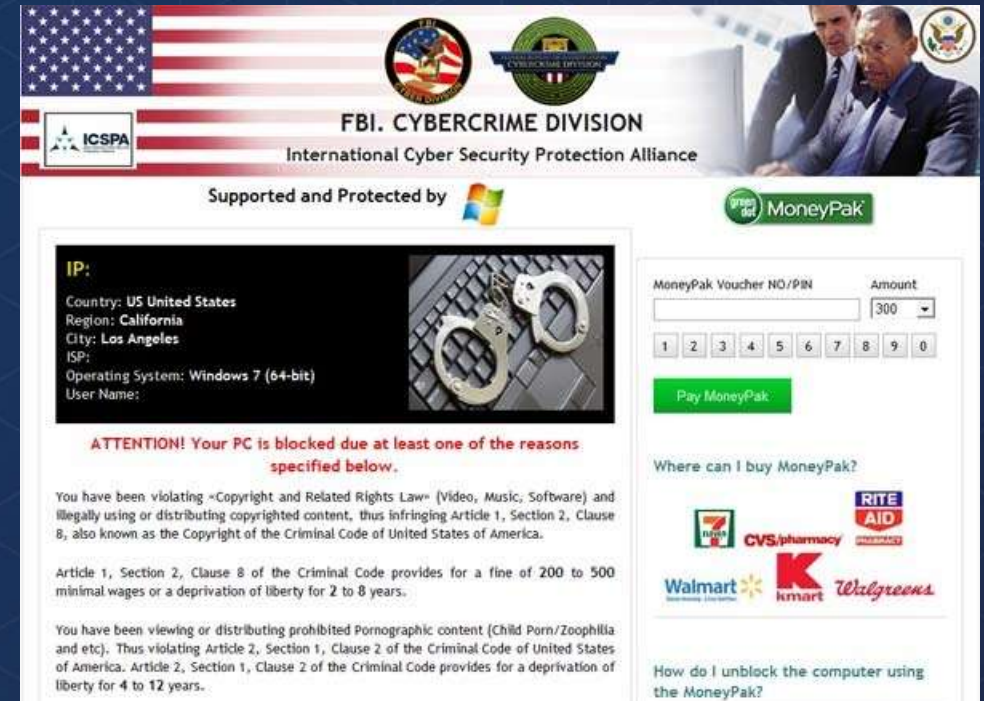 FBI
CYBER DIVISION
CYBERCRIME DIVISION
ICSPA
FBI. CYBERCRIME DIVISION
International Cyber Security Protection Alliance
Supported and Protected by
green dot MoneyPak
IP:
Country: US United States
Region: California
City: Los Angeles
ISP:
Operating System: Windows 7 (64-bit)
User Name:
ATTENTION! Your PC is blocked due at least one of the reasons
specified below.
You have been violating «Copyright and Related Rights Law» (Video, Music, Software) and
illegally using or distributing copyrighted content, thus infringing Article 1, Section 2, Clause
8, also known as the Copyright of the Criminal Code of United States of America.
Article 1, Section 2, Clause 8 of the Criminal Code provides for a fine of 200 to 500
minimal wages or a deprivation of liberty for 2 to 8 years.
You have been viewing or distributing prohibited Pornographic content (Child Porn/Zoophilia
and etc). Thus violating Article 2, Section 1, Clause 2 of the Criminal Code of United States
of America. Article 2, Section 1, Clause 2 of the Criminal Code provides for a deprivation of
liberty for 4 to 12 years.
MoneyPak Voucher NO/PIN Amount
300
1 2 3 4 5 6 7 8 9 0
Pay MoneyPak
Where can I buy MoneyPak?
7 ELEVEN
CVS/pharmacy
RITE
AID
PHARMACY
Walmart
kmart
Walgreens
How do I unblock the computer using
the MoneyPak?